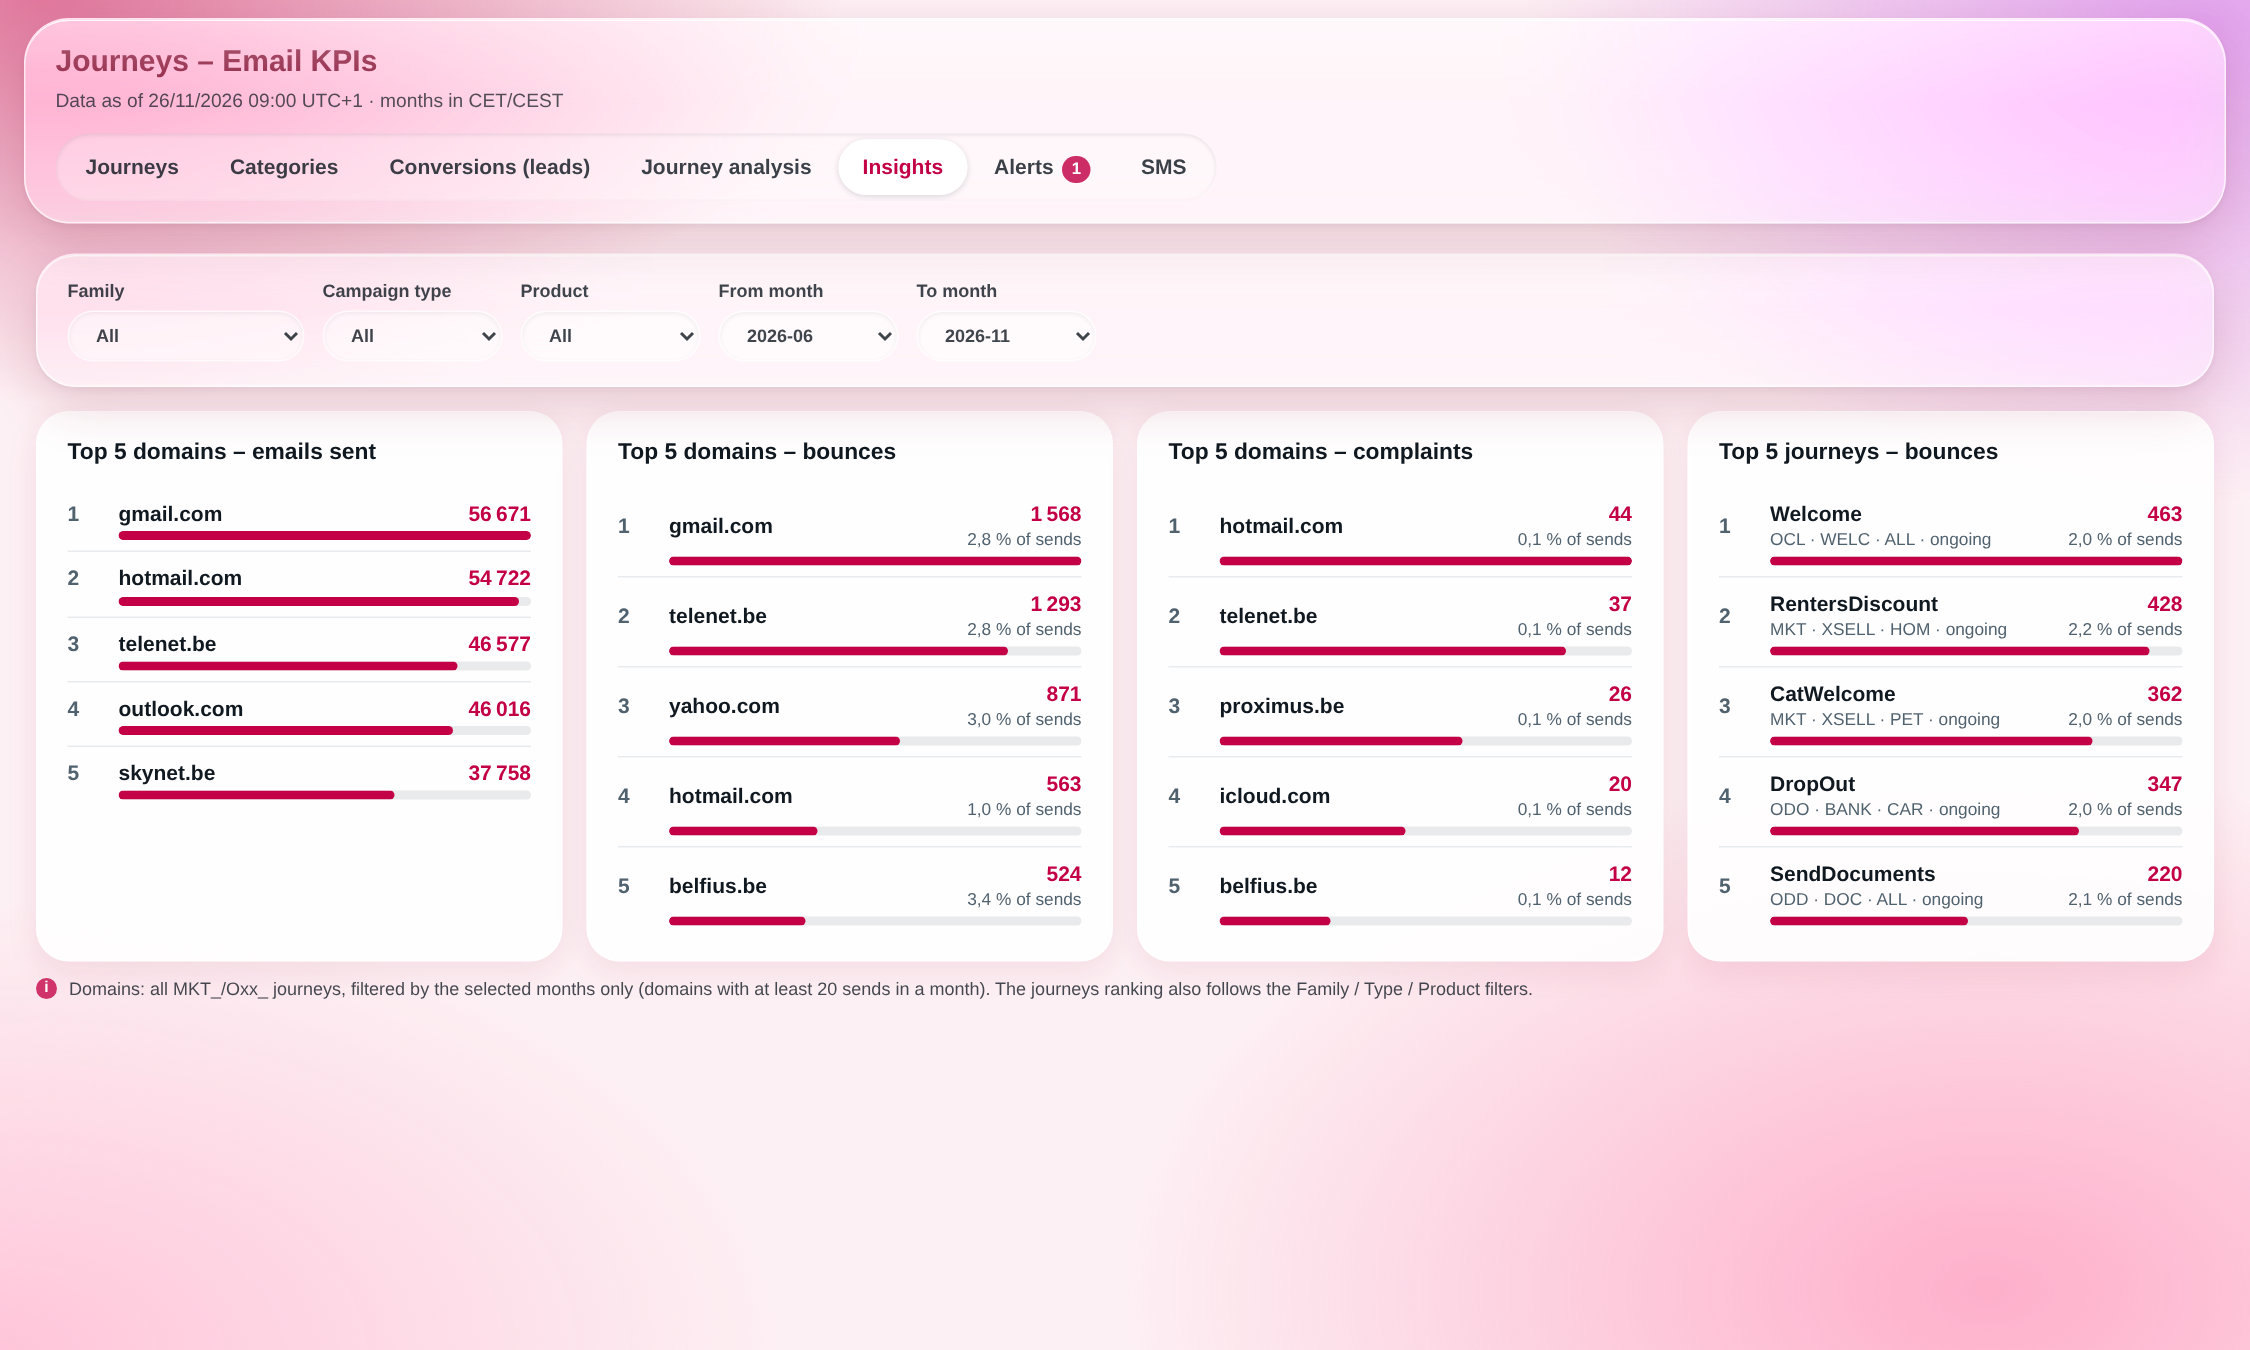 Journeys – Email KPIs
Data as of 26/11/2026 09:00 UTC+1 · months in CET/CEST
Journeys Categories Conversions (leads) Journey analysis Insights Alerts 1 SMS
Family Campaign type Product From month To month
All All All 2026-06 2026-11
Top 5 domains – emails sent
1 gmail.com 56 671
2 hotmail.com 54 722
3 telenet.be 46 577
4 outlook.com 46 016
5 skynet.be 37 758
Top 5 domains – bounces
1 gmail.com 1 568
2,8 % of sends
2 telenet.be 1 293
2,8 % of sends
3 yahoo.com 871
3,0 % of sends
4 hotmail.com 563
1,0 % of sends
5 belfius.be 524
3,4 % of sends
Top 5 domains – complaints
1 hotmail.com 44
0,1 % of sends
2 telenet.be 37
0,1 % of sends
3 proximus.be 26
0,1 % of sends
4 icloud.com 20
0,1 % of sends
5 belfius.be 12
0,1 % of sends
Top 5 journeys – bounces
1 Welcome 463
OCL · WELC · ALL · ongoing 2,0 % of sends
2 RentersDiscount 428
MKT · XSELL · HOM · ongoing 2,2 % of sends
3 CatWelcome 362
MKT · XSELL · PET · ongoing 2,0 % of sends
4 DropOut 347
ODO · BANK · CAR · ongoing 2,0 % of sends
5 SendDocuments 220
ODD · DOC · ALL · ongoing 2,1 % of sends
i Domains: all MKT_/Oxx_ journeys, filtered by the selected months only (domains with at least 20 sends in a month). The journeys ranking also follows the Family / Type / Product filters.